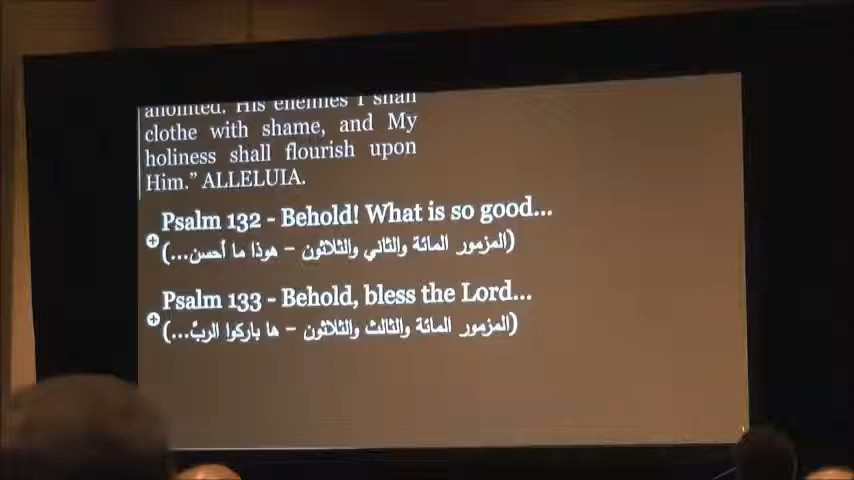 anointed. His enemies I shall
clothe with shame, and My
holiness shall flourish upon
Him.” ALLELUIA.
Psalm 132 - Behold! What is so good...
(المزمور المائة والثاني والثلاثون – هوذا ما أحسن...)
Psalm 133 - Behold, bless the Lord...
(المزمور المائة والثالث والثلاثون – ها باركوا الربّ...)